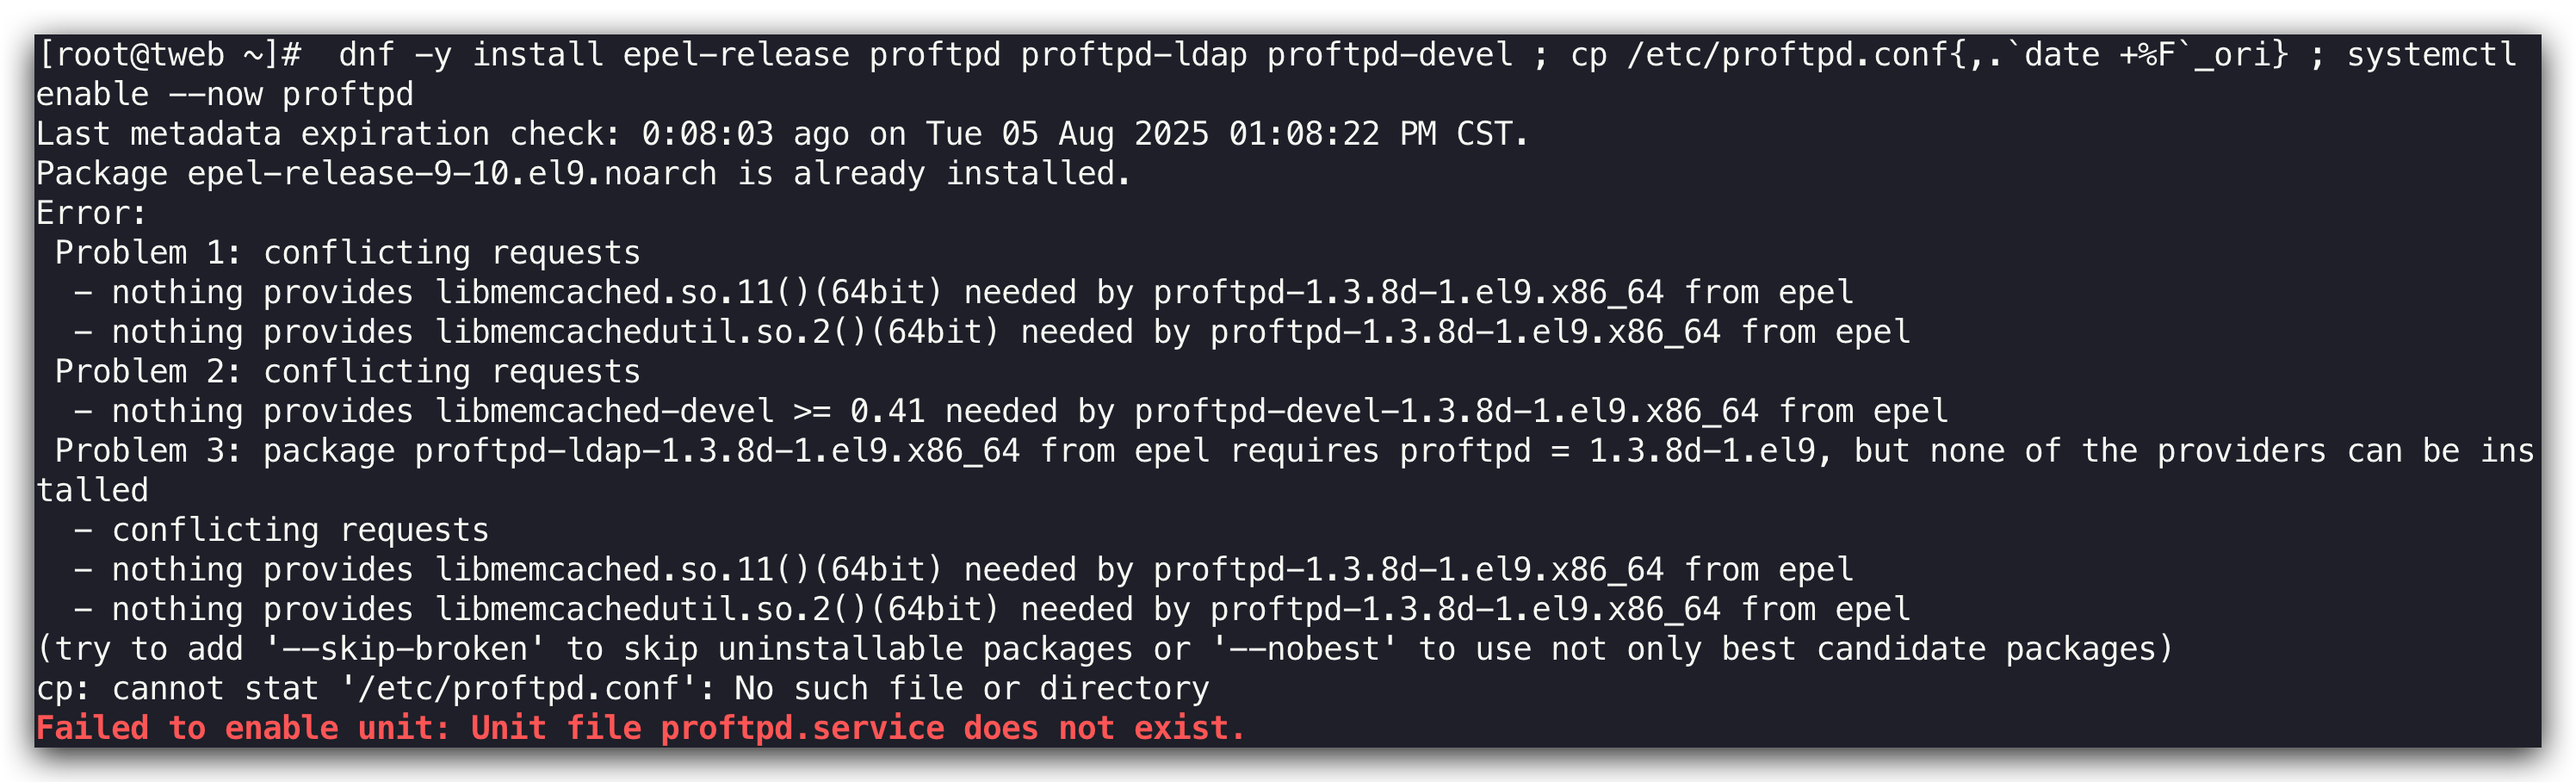 [root@tweb ~]#  dnf -y install epel-release proftpd proftpd-ldap proftpd-devel ; cp /etc/proftpd.conf{,.`date +%F`_ori} ; systemctl
enable --now proftpd
Last metadata expiration check: 0:08:03 ago on Tue 05 Aug 2025 01:08:22 PM CST.
Package epel-release-9-10.el9.noarch is already installed.
Error:
 Problem 1: conflicting requests
  - nothing provides libmemcached.so.11()(64bit) needed by proftpd-1.3.8d-1.el9.x86_64 from epel
  - nothing provides libmemcachedutil.so.2()(64bit) needed by proftpd-1.3.8d-1.el9.x86_64 from epel
 Problem 2: conflicting requests
  - nothing provides libmemcached-devel >= 0.41 needed by proftpd-devel-1.3.8d-1.el9.x86_64 from epel
 Problem 3: package proftpd-ldap-1.3.8d-1.el9.x86_64 from epel requires proftpd = 1.3.8d-1.el9, but none of the providers can be ins
talled
  - conflicting requests
  - nothing provides libmemcached.so.11()(64bit) needed by proftpd-1.3.8d-1.el9.x86_64 from epel
  - nothing provides libmemcachedutil.so.2()(64bit) needed by proftpd-1.3.8d-1.el9.x86_64 from epel
(try to add '--skip-broken' to skip uninstallable packages or '--nobest' to use not only best candidate packages)
cp: cannot stat '/etc/proftpd.conf': No such file or directory
Failed to enable unit: Unit file proftpd.service does not exist.